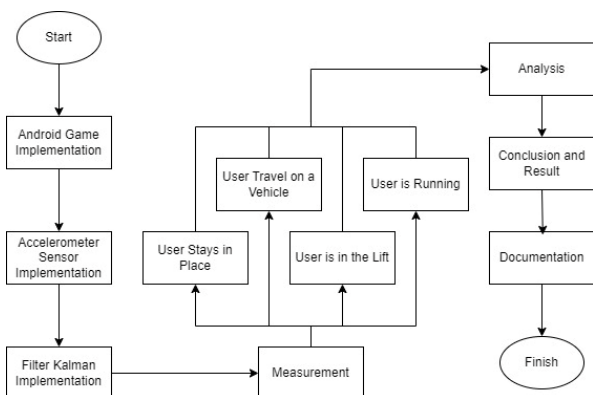 Start
Android Game
Implementation
Accelerometer
Sensor
Implementation
Filter Kalman
Implementation
Measurement
User Stays in
Place
User Travel on a
Vehicle
User is in the Lift
User is Running
Analysis
Conclusion and
Result
Documentation
Finish